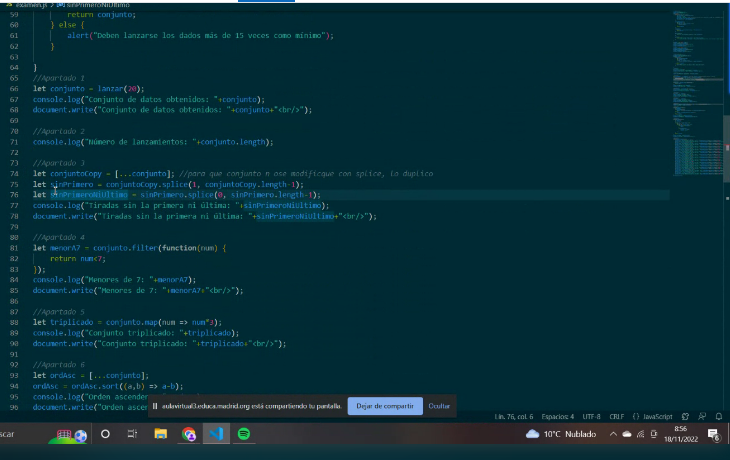 examen.js > sinPrimeroNiUltimo
59 return conjunto;
60 } else {
61 alert("Deben lanzarse los dados más de 15 veces como mínimo");
62 }
63
64 }
65 //Apartado 1
66 let conjunto = lanzar(20);
67 console.log("Conjunto de datos obtenidos: "+conjunto);
68 document.write("Conjunto de datos obtenidos: "+conjunto+"<br/>");
69
70 //Apartado 2
71 console.log("Número de lanzamientos: "+conjunto.length);
72
73 //Apartado 3
74 let conjuntoCopy = [...conjunto]; //para que conjunto n ose modificque con splice, lo duplico
75 let sinPrimero = conjuntoCopy.splice(1, conjuntoCopy.length-1);
76 let sinPrimeroNiUltimo = sinPrimero.splice(0, sinPrimero.length-1);
77 console.log("Tiradas sin la primera ni última: "+sinPrimeroNiUltimo);
78 document.write("Tiradas sin la primera ni última: "+sinPrimeroNiUltimo+"<br/>");
79
80 //Apartado 4
81 let menorA7 = conjunto.filter(function(num) {
82 return num<7;
83 });
84 console.log("Menores de 7: "+menorA7);
85 document.write("Menores de 7: "+menorA7+"<br/>");
86
87 //Apartado 5
88 let triplicado = conjunto.map(num => num*3);
89 console.log("Conjunto triplicado: "+triplicado);
90 document.write("Conjunto triplicado: "+triplicado+"<br/>");
91
92 //Apartado 6
93 let ordAsc = [...conjunto];
94 ordAsc = ordAsc.sort((a,b) => a-b);
95 console.log("Orden ascenden
96 document.write("Orden ascen
aulavirtual3.educa.madrid.org está compartiendo tu pantalla.
Dejar de compartir
Ocultar
Lín. 76, col. 6 Espacios: 4 UTF-8 CRLF {} JavaScript
scar
10°C Nublado
8:56
18/11/2022
6